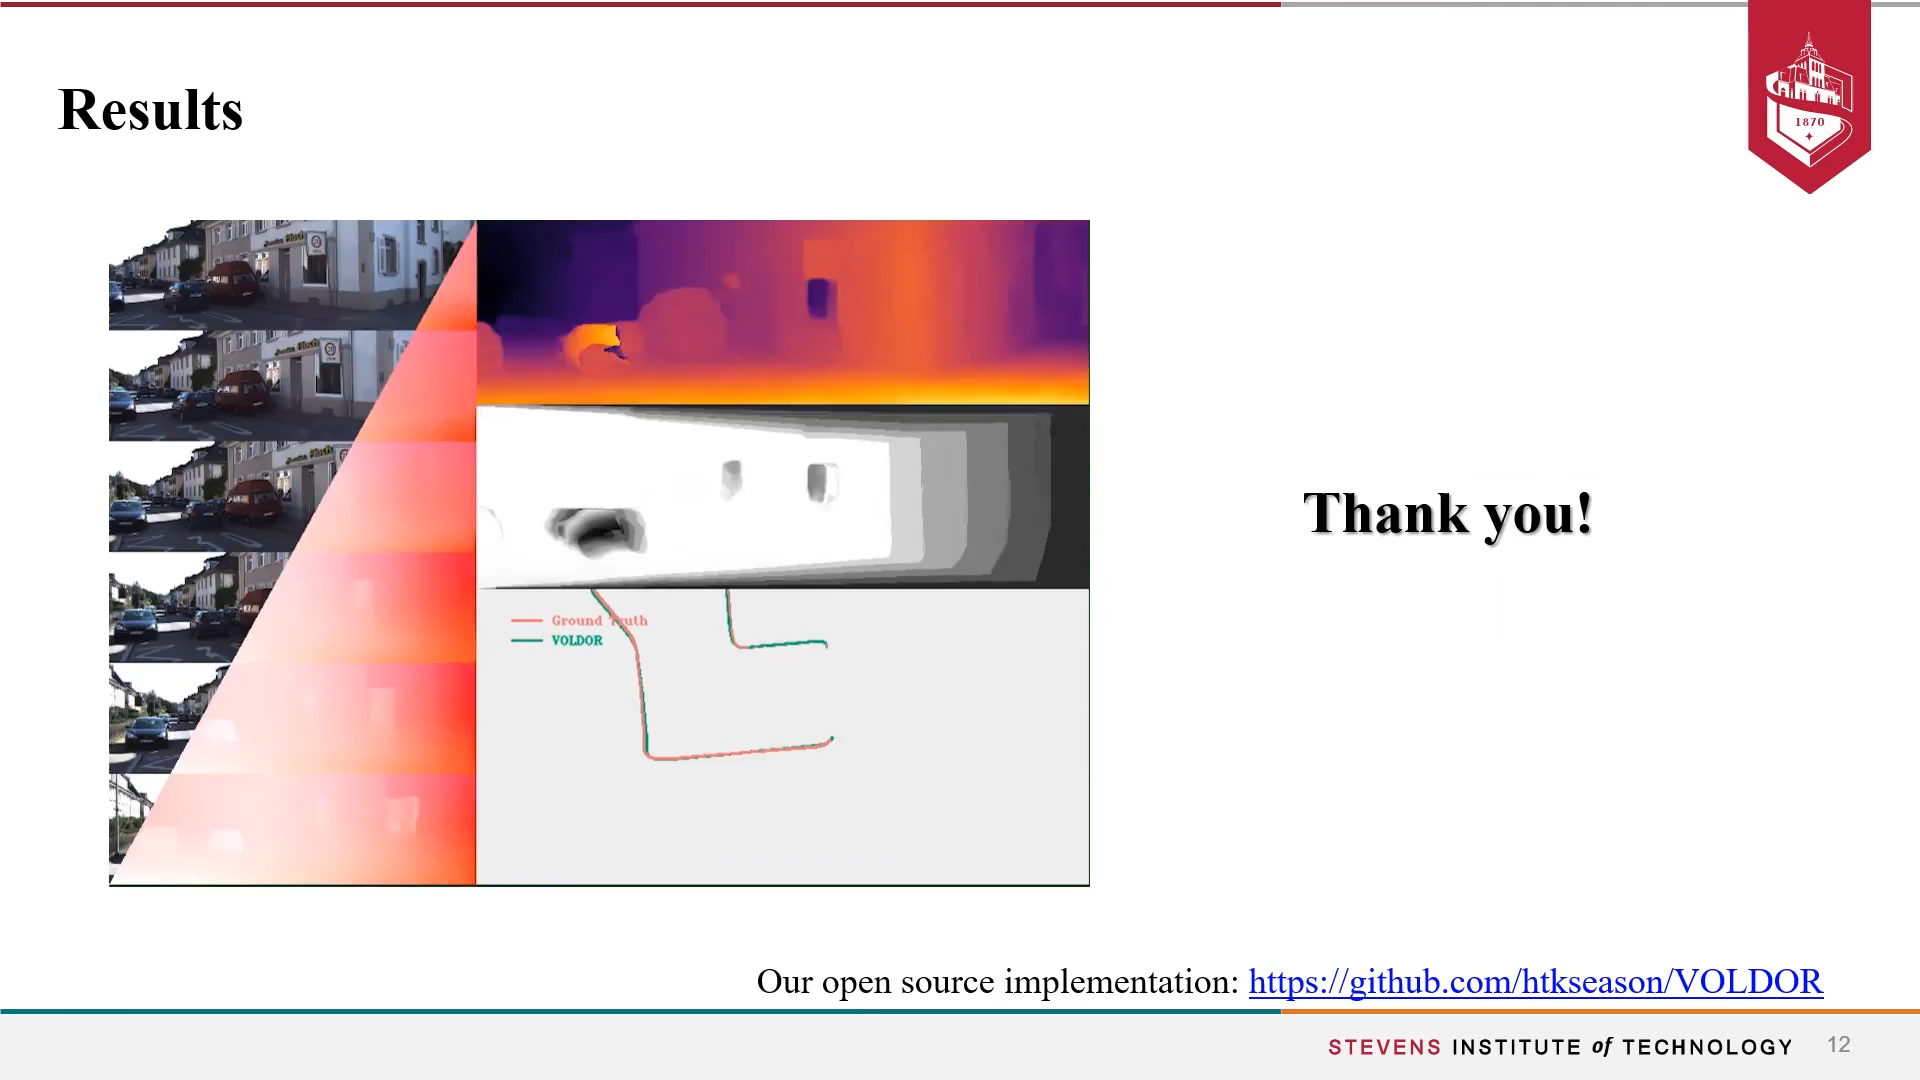 Results
1870
Ground Truth
VOLDOR
Thank you!
Our open source implementation: https://github.com/htkseason/VOLDOR
STEVENS INSTITUTE of TECHNOLOGY 12